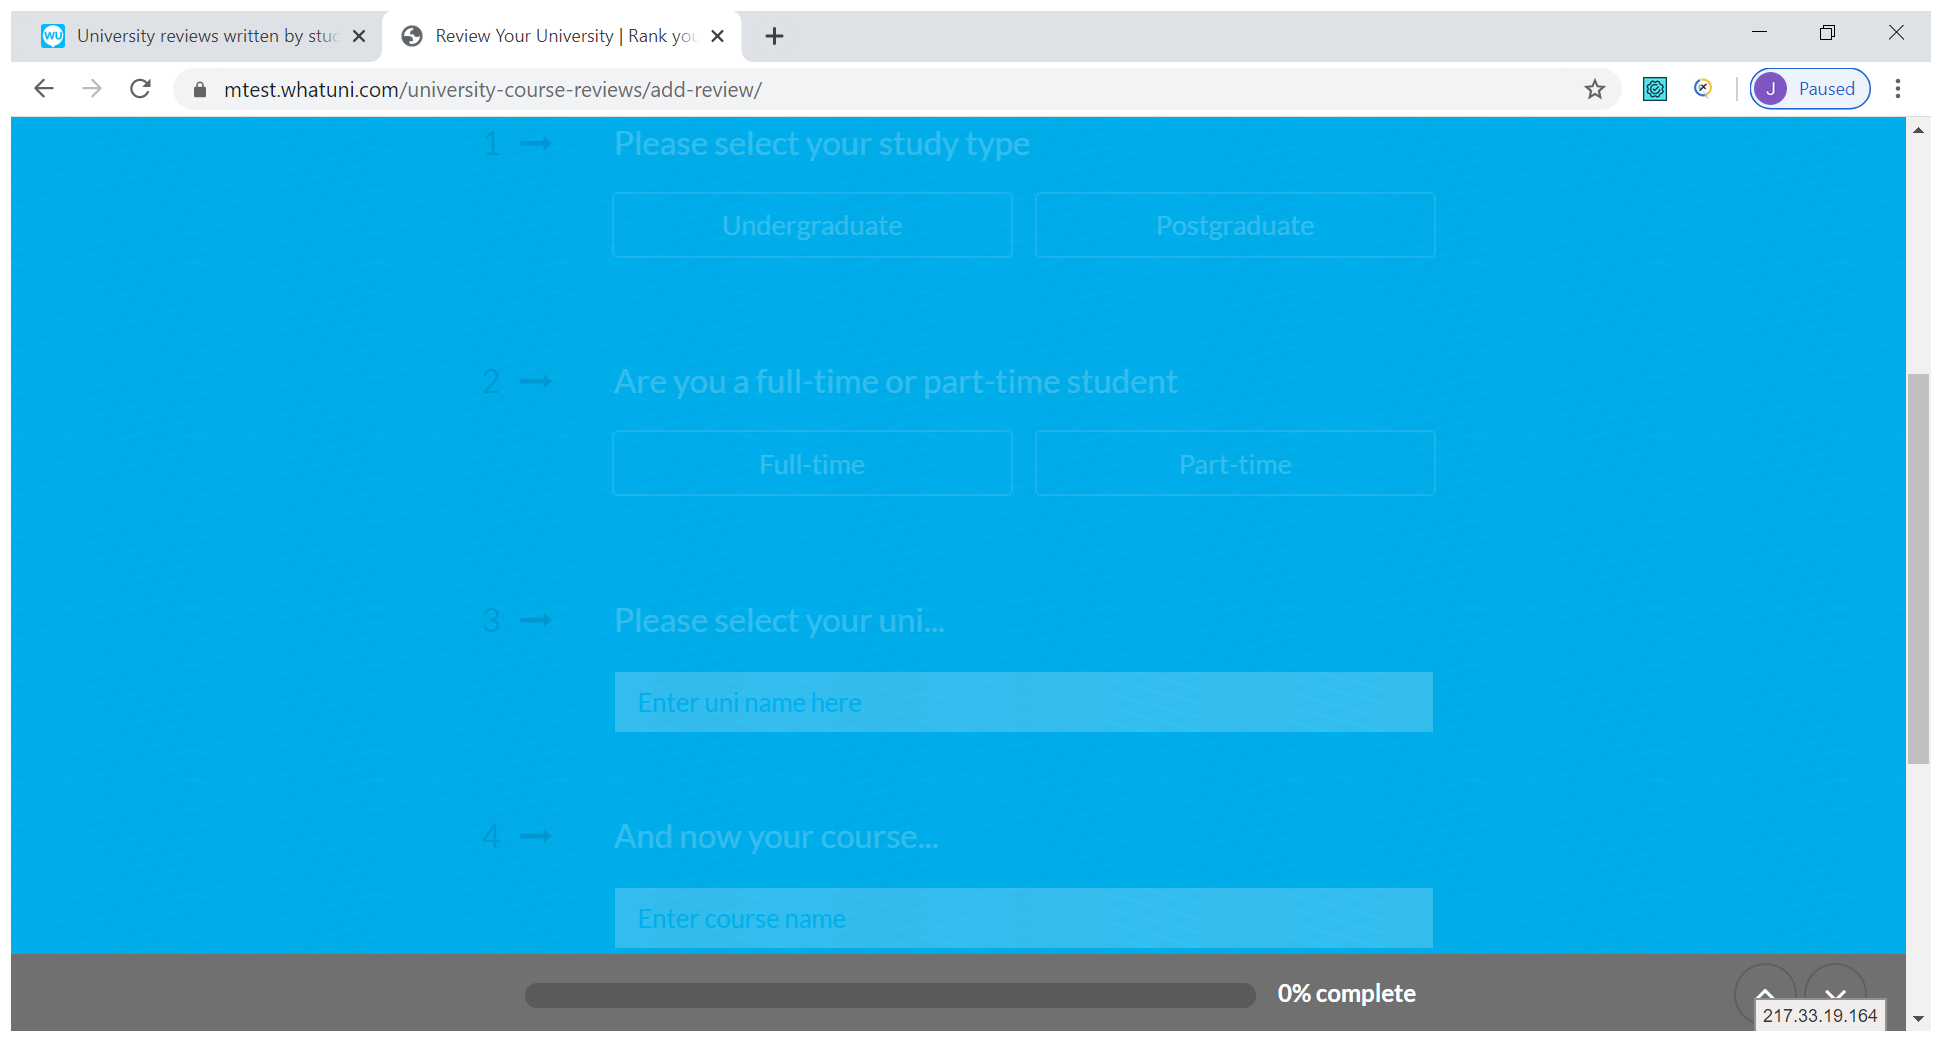 WU University reviews written by stud
Review Your University | Rank you
mtest.whatuni.com/university-course-reviews/add-review/
J Paused
1 Please select your study type
Undergraduate Postgraduate
2 Are you a full-time or part-time student
Full-time Part-time
3 Please select your uni...
Enter uni name here
4 And now your course...
Enter course name
0% complete
217.33.19.164